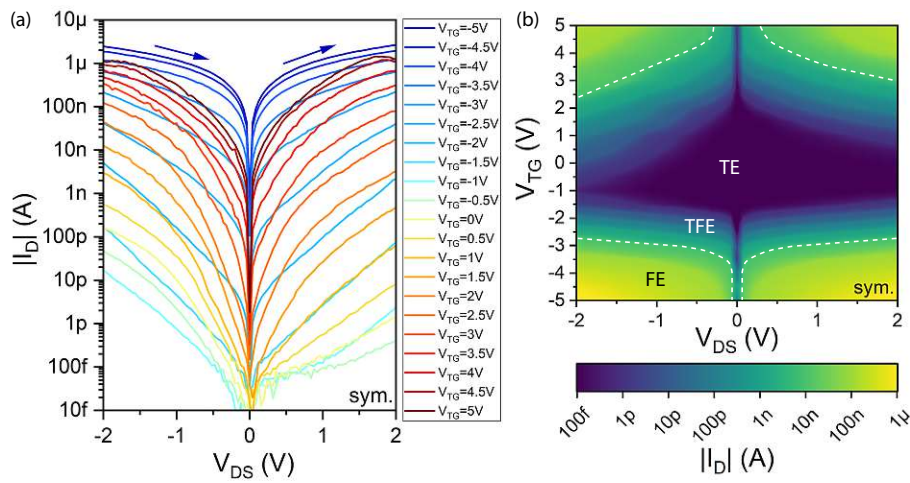 (a)
10µ
1µ
100n
10n
1n
100p
10p
1p
100f
10f
|I_D| (A)
-2
-1
0
1
2
V_DS (V)
sym.
V_TG=-5V
V_TG=-4.5V
V_TG=-4V
V_TG=-3.5V
V_TG=-3V
V_TG=-2.5V
V_TG=-2V
V_TG=-1.5V
V_TG=-1V
V_TG=-0.5V
V_TG=0V
V_TG=0.5V
V_TG=1V
V_TG=1.5V
V_TG=2V
V_TG=2.5V
V_TG=3V
V_TG=3.5V
V_TG=4V
V_TG=4.5V
V_TG=5V
(b)
5
4
3
2
1
0
-1
-2
-3
-4
-5
V_TG (V)
TE
TFE
FE
sym.
-2
-1
0
1
2
V_DS (V)
100f
1p
10p
100p
1n
10n
100n
1µ
|I_D| (A)